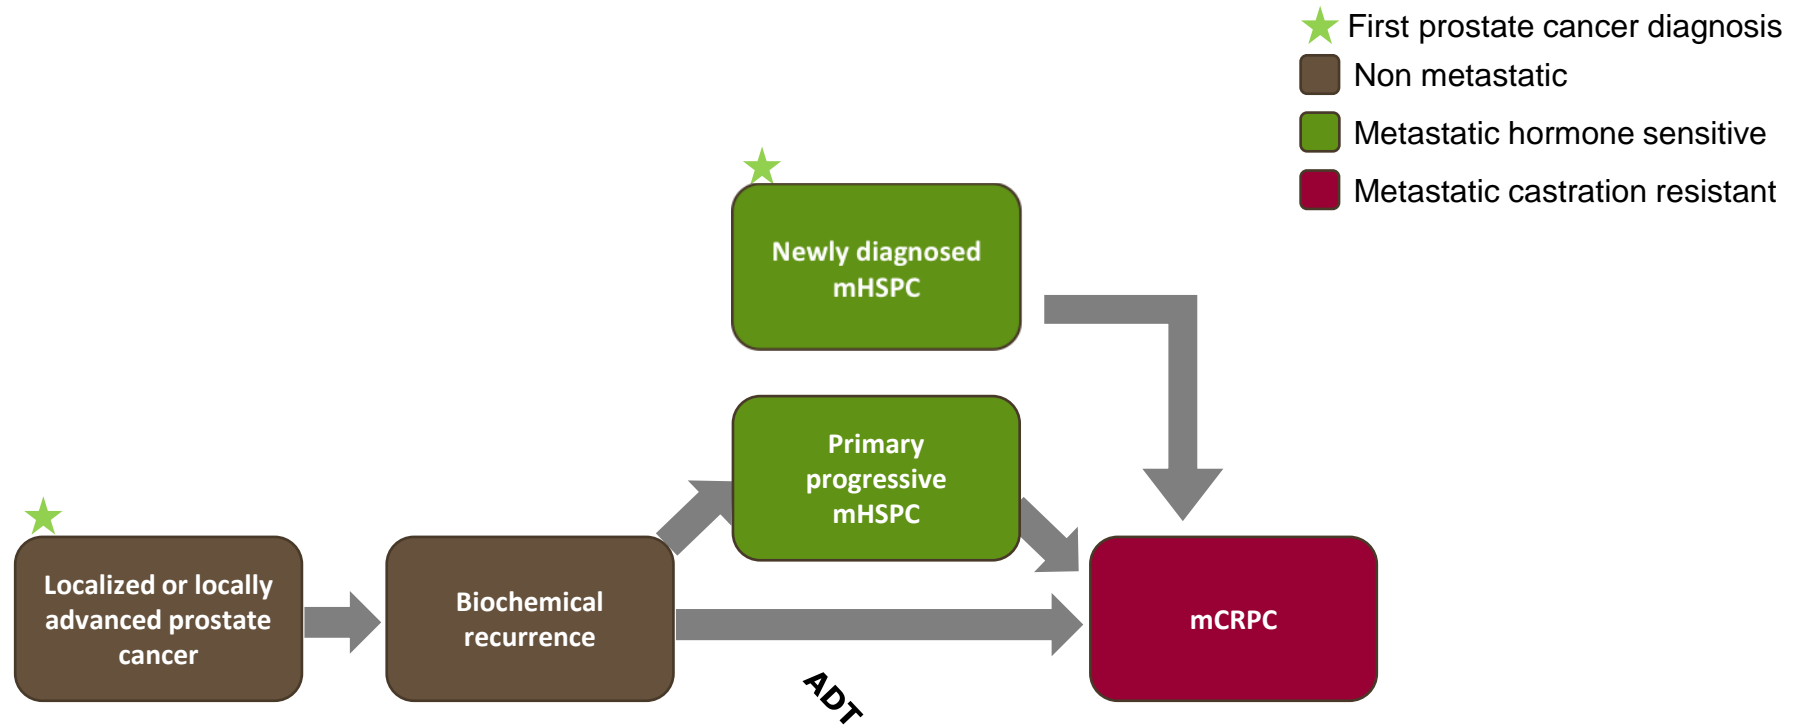 First prostate cancer diagnosis
Non metastatic
Metastatic hormone sensitive
Metastatic castration resistant
Newly diagnosed
mHSPC
Primary
progressive
mHSPC
Localized or locally
advanced prostate
cancer
Biochemical
recurrence
mCRPC
ADT